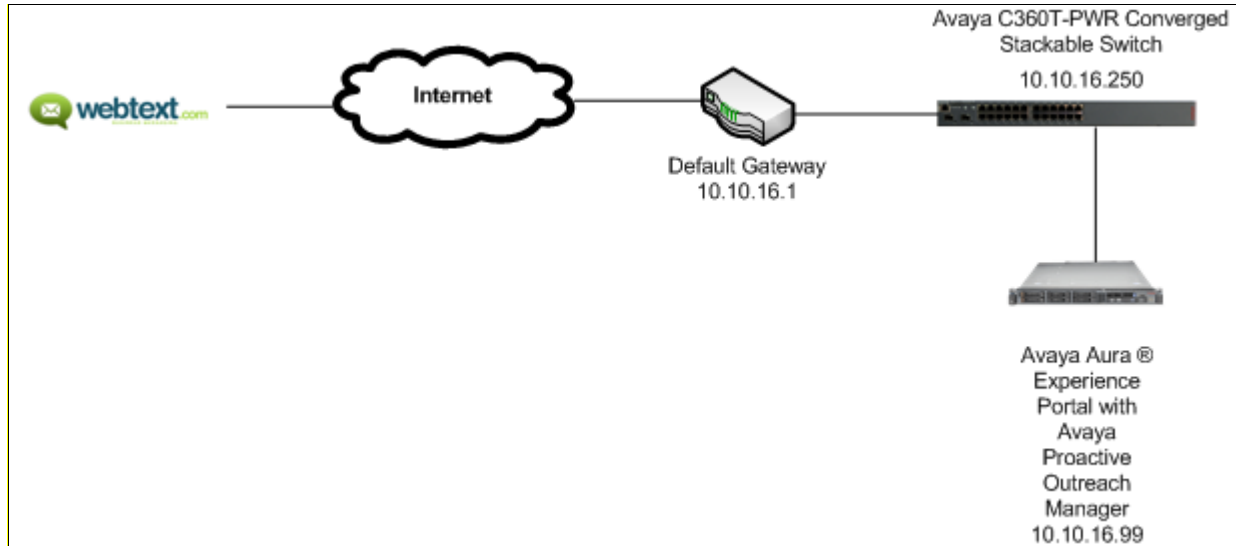 webtext.com
Internet
Default Gateway
10.10.16.1
Avaya C360T-PWR Converged
Stackable Switch
10.10.16.250
Avaya Aura ®
Experience
Portal with
Avaya
Proactive
Outreach
Manager
10.10.16.99